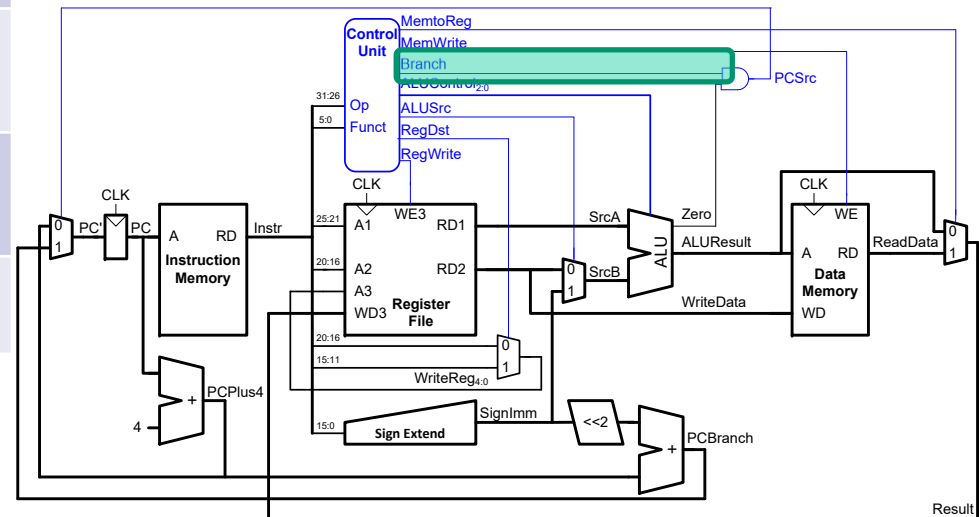 MemtoReg
Control
Unit
MemWrite
Branch
PCSrc
ALUControl2:0
31:26
Op
ALUSrc
5:0
Funct
RegDst
RegWrite
CLK
CLK
CLK
0
1
PC'
PC
A
RD
Instruction
Memory
Instr
25:21
A1
WE3
RD1
20:16
A2
RD2
A3
WD3
Register
File
SrcA
0
1
SrcB
ALU
Zero
ALUResult
WriteData
WE
A
RD
Data
Memory
WD
ReadData
0
1
20:16
0
15:11
1
WriteReg4:0
PCPlus4
+
4
15:0
Sign Extend
SignImm
<<2
+
PCBranch
Result